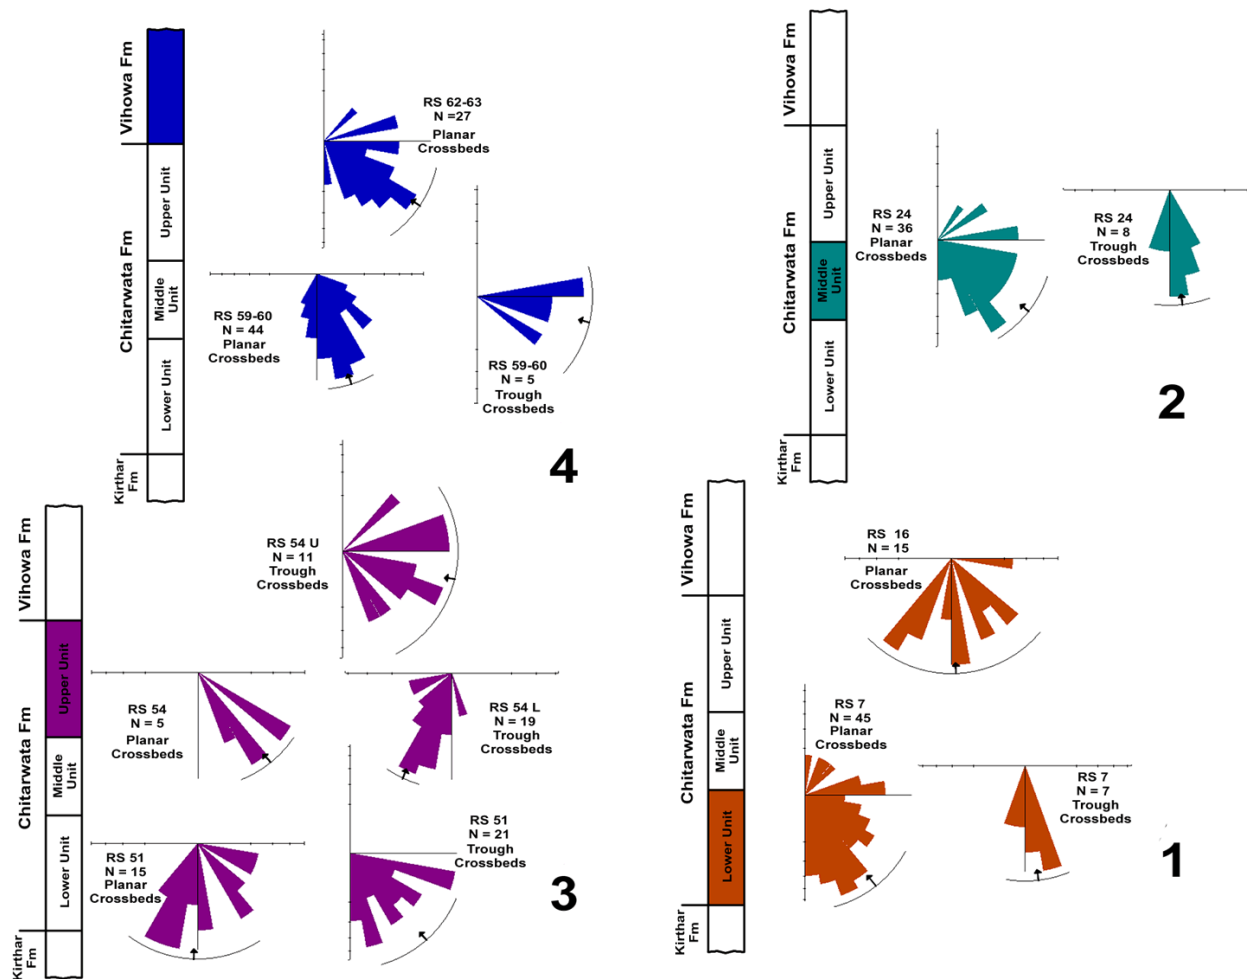 Vihowa Fm
Chitarwata Fm
Upper Unit
Middle
Unit
Lower Unit
Kirthar
Fm
RS 62-63
N =27
Planar
Crossbeds
RS 59-60
N = 44
Planar
Crossbeds
RS 59-60
N = 5
Trough
Crossbeds
4
Vihowa Fm
Chitarwata Fm
Upper Unit
Middle
Unit
Lower Unit
Kirthar
Fm
RS 24
N = 36
Planar
Crossbeds
RS 24
N = 8
Trough
Crossbeds
2
Vihowa Fm
Chitarwata Fm
Upper Unit
Middle
Unit
Lower Unit
Kirthar
Fm
RS 54 U
N = 11
Trough
Crossbeds
RS 54
N = 5
Planar
Crossbeds
RS 54 L
N = 19
Trough
Crossbeds
RS 51
N = 15
Planar
Crossbeds
RS 51
N = 21
Trough
Crossbeds
3
Vihowa Fm
Chitarwata Fm
Upper Unit
Middle
Unit
Lower Unit
Kirthar
Fm
RS 16
N = 15
Planar
Crossbeds
RS 7
N = 45
Planar
Crossbeds
RS 7
N = 7
Trough
Crossbeds
1